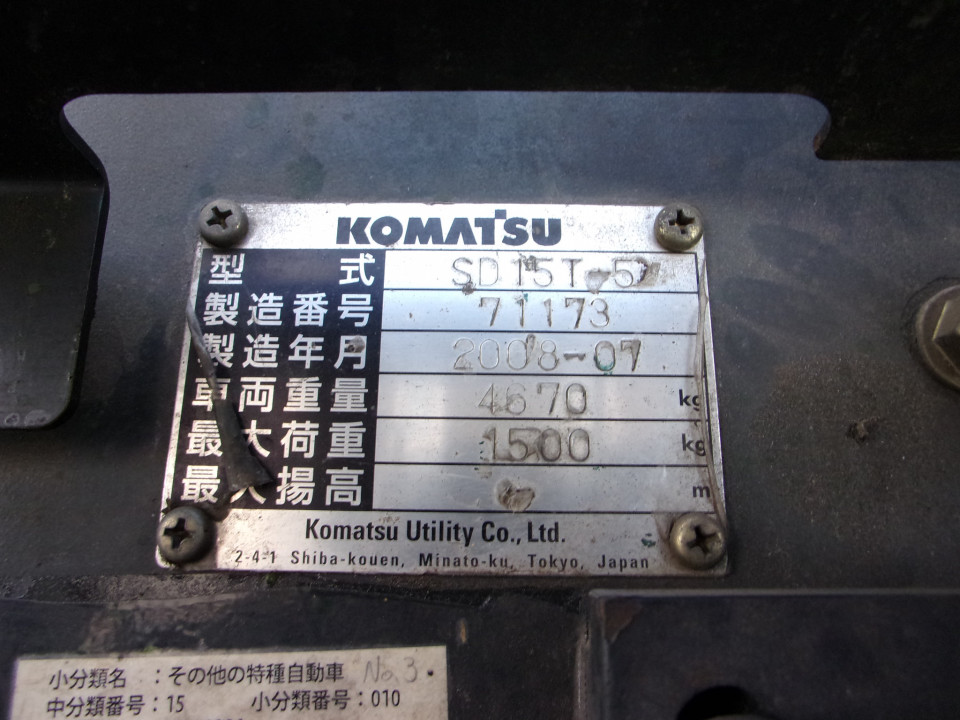 KOMATSU
型式 SD15T-5
製造番号 71173
製造年月 2008-07
車両重量 4670 kg
最大荷重 1500 kg
最大揚高 m
Komatsu Utility Co., Ltd.
2-4-1 Shiba-kouen, Minato-ku, Tokyo, Japan
小分類名 :その他の特種自動車 No.3.
中分類番号:15 小分類番号:010